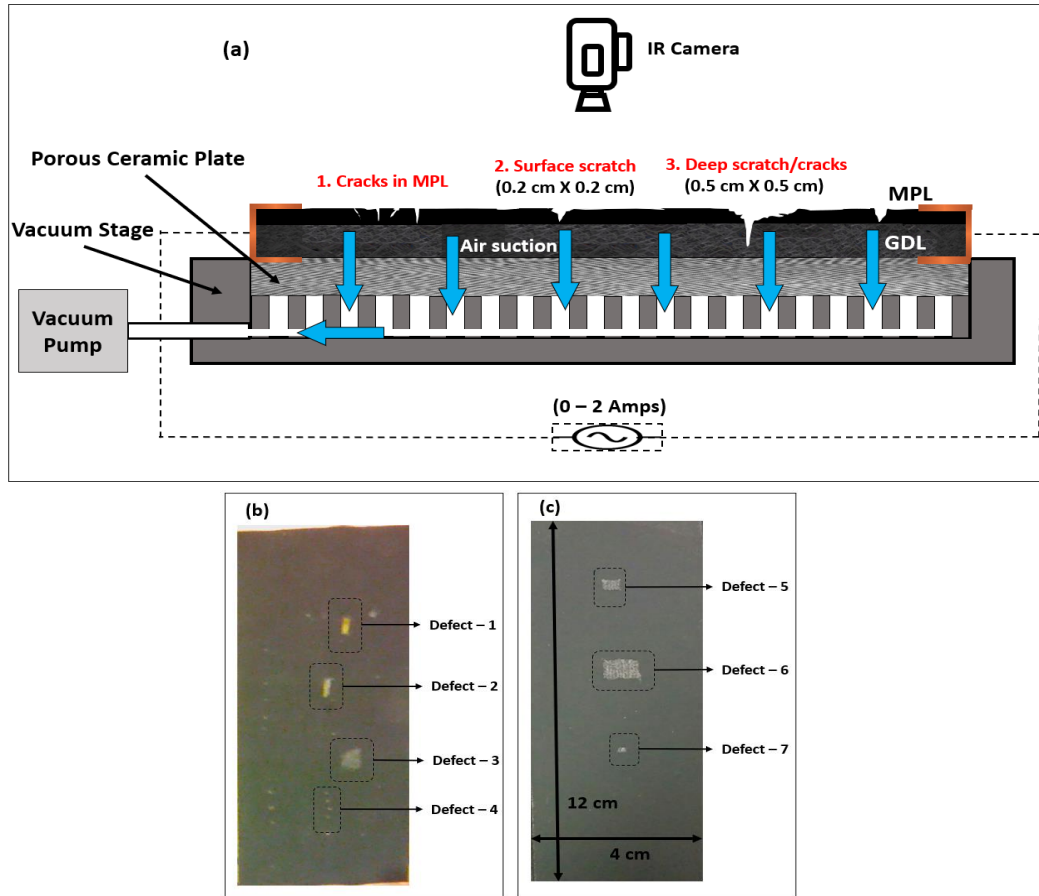 (a)
IR Camera
Porous Ceramic Plate
1. Cracks in MPL
2. Surface scratch
(0.2 cm X 0.2 cm)
3. Deep scratch/cracks
(0.5 cm X 0.5 cm)
MPL
Vacuum Stage
Air suction
GDL
Vacuum
Pump
(0 – 2 Amps)
(b)
Defect – 1
Defect – 2
Defect – 3
Defect – 4
(c)
Defect – 5
Defect – 6
Defect – 7
12 cm
4 cm